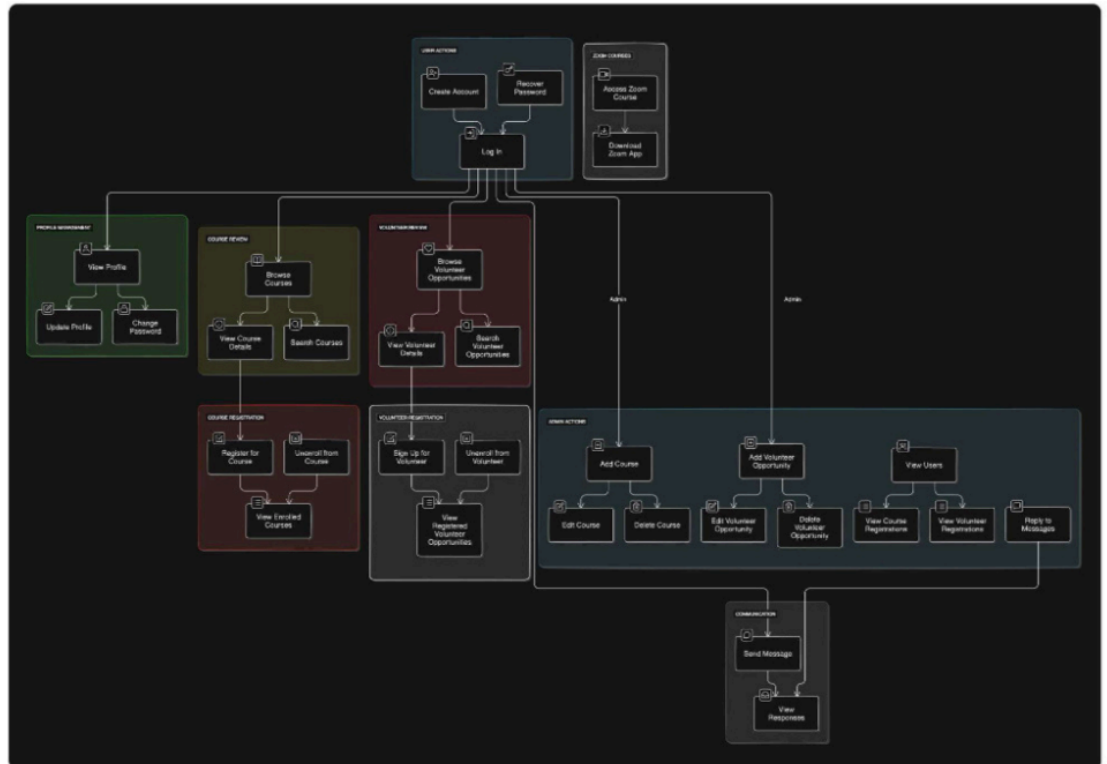 USER ACTIONS
ZOOM COURSES
Create Account
Recover
Password
Access Zoom
Course
Log In
Download
Zoom App
PROFILE MANAGEMENT
COURSE REVIEW
View Profile
Browse
Courses
Browse
Volunteer
Opportunities
Update Profile
Change
Password
View Course
Details
Search Courses
View Volunteer
Details
Search
Volunteer
Opportunities
Admin
Admin
COURSE REGISTRATION
VOLUNTEER REGISTRATION
ADMIN ACTIONS
Register for
Course
Unenroll from
Course
Sign Up for
Volunteer
Unenroll from
Volunteer
Add Course
Add Volunteer
Opportunity
View Users
View Enrolled
Courses
View
Registered
Volunteer
Opportunities
Edit Course
Delete Course
Edit Volunteer
Opportunity
Delete
Volunteer
Opportunity
View Course
Registrations
View Volunteer
Registrations
Reply to
Messages
COMMUNICATION
Send Message
View
Responses